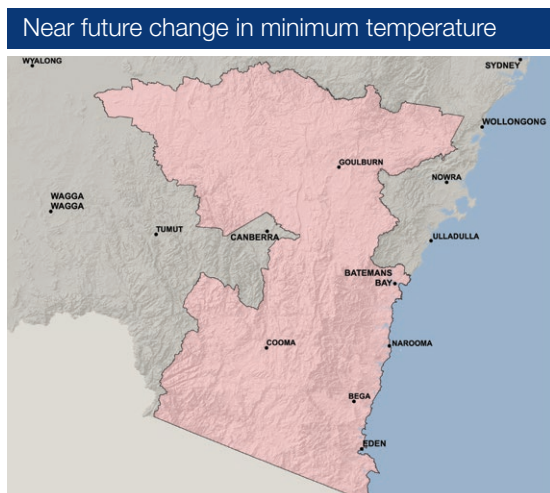 Near future change in minimum temperature
WYALONG
SYDNEY
WOLLONGONG
GOULBURN
NOWRA
WAGGA
WAGGA
TUMUT
CANBERRA
ULLADULLA
BATEMANS
BAY
COOMA
NAROOMA
BEGA
EDEN